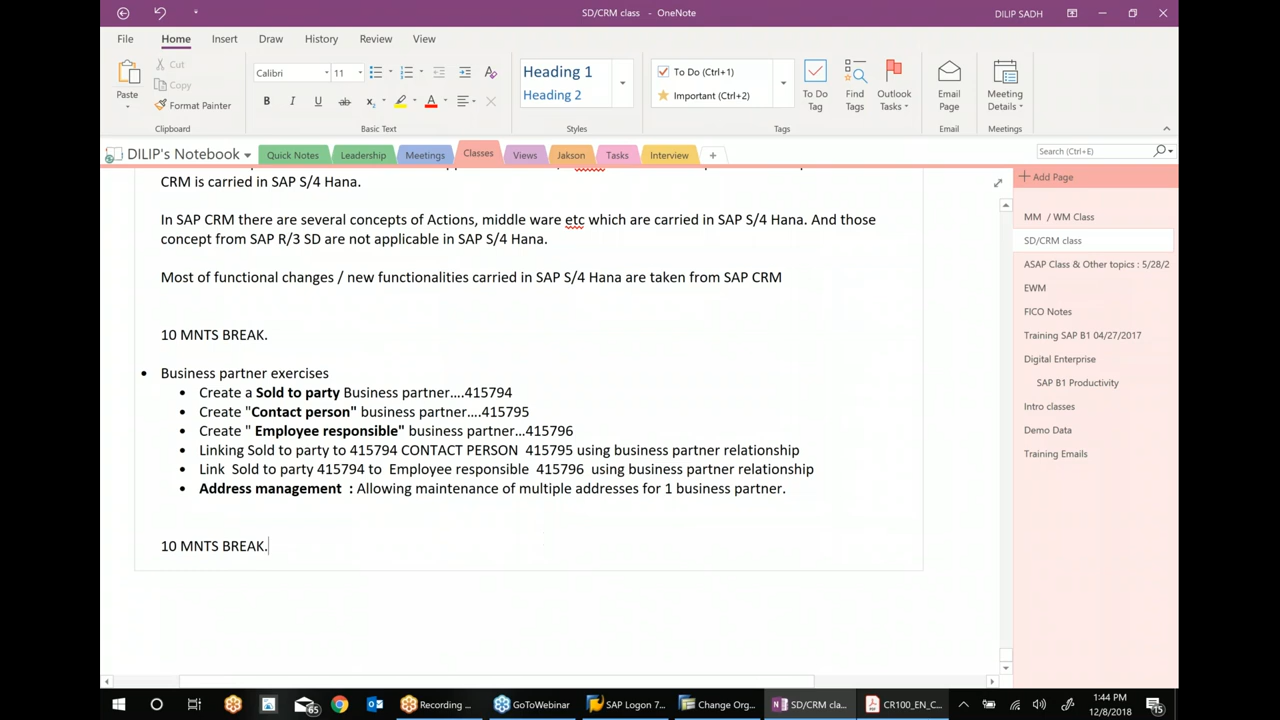 SD/CRM class - OneNote
DILIP SADH
File Home Insert Draw History Review View
Paste
Cut
Copy
Format Painter
Clipboard
Calibri 11
B I U ab x₂ A
Basic Text
Heading 1
Heading 2
Styles
To Do (Ctrl+1)
Important (Ctrl+2)
To Do Tag
Find Tags
Outlook Tasks
Tags
Email Page
Email
Meeting Details
Meetings
DILIP's Notebook Quick Notes Leadership Meetings Classes Views Jakson Tasks Interview +
Search (Ctrl+E)
CRM is carried in SAP S/4 Hana.
In SAP CRM there are several concepts of Actions, middle ware etc which are carried in SAP S/4 Hana. And those
concept from SAP R/3 SD are not applicable in SAP S/4 Hana.
Most of functional changes / new functionalities carried in SAP S/4 Hana are taken from SAP CRM
10 MNTS BREAK.
• Business partner exercises
• Create a Sold to party Business partner....415794
• Create "Contact person" business partner....415795
• Create " Employee responsible" business partner...415796
• Linking Sold to party to 415794 CONTACT PERSON 415795 using business partner relationship
• Link Sold to party 415794 to Employee responsible 415796 using business partner relationship
• Address management : Allowing maintenance of multiple addresses for 1 business partner.
10 MNTS BREAK.
Add Page
MM / WM Class
SD/CRM class
ASAP Class & Other topics : 5/28/2
EWM
FICO Notes
Training SAP B1 04/27/2017
Digital Enterprise
SAP B1 Productivity
Intro classes
Demo Data
Training Emails
65
Recording ...
GoToWebinar
SAP Logon 7...
Change Org...
SD/CRM cla...
CR100_EN_C...
1:44 PM
12/8/2018
15